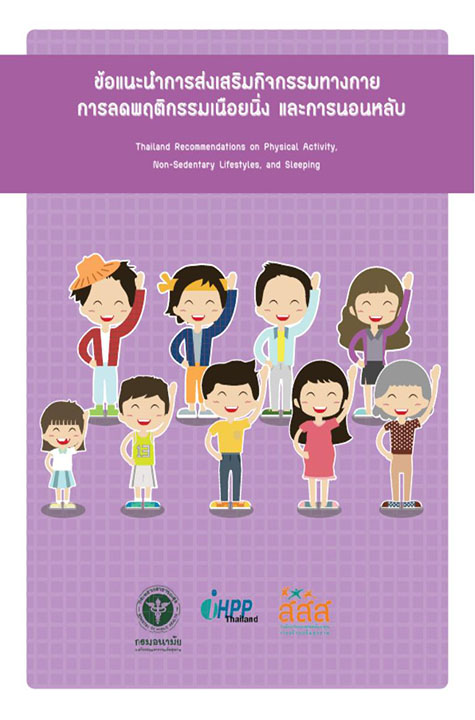 ข้อแนะนำการส่งเสริมกิจกรรมทางกาย
การลดพฤติกรรมเนือยนิ่ง และการนอนหลับ
Thailand Recommendations on Physical Activity,
Non-Sedentary Lifestyles, and Sleeping
13
กรมอนามัย
iHPP
Thailand
สสส